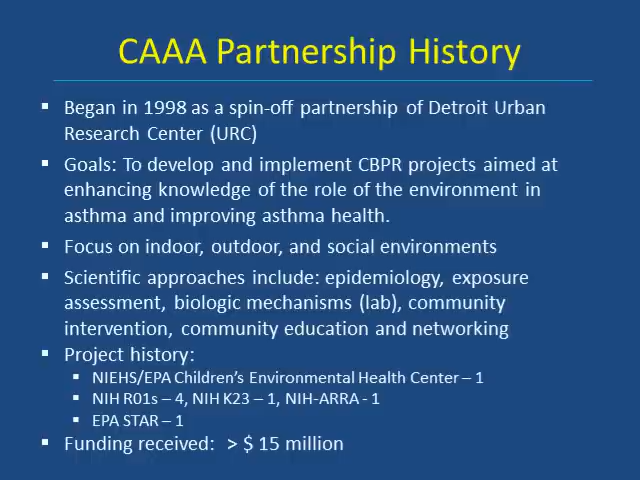 CAAA Partnership History
▪ Began in 1998 as a spin-off partnership of Detroit Urban
Research Center (URC)
▪ Goals: To develop and implement CBPR projects aimed at
enhancing knowledge of the role of the environment in
asthma and improving asthma health.
▪ Focus on indoor, outdoor, and social environments
▪ Scientific approaches include: epidemiology, exposure
assessment, biologic mechanisms (lab), community
intervention, community education and networking
▪ Project history:
▪ NIEHS/EPA Children's Environmental Health Center – 1
▪ NIH R01s – 4, NIH K23 – 1, NIH-ARRA - 1
▪ EPA STAR – 1
▪ Funding received: > $ 15 million